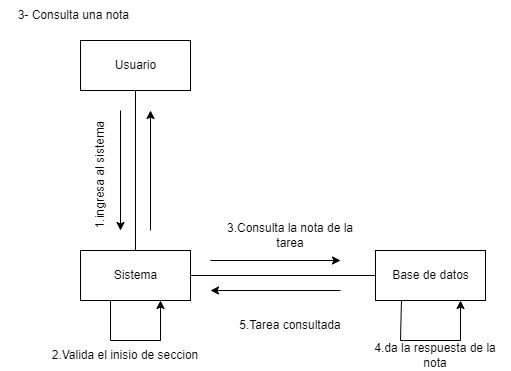 3- Consulta una nota
Usuario
1.ingresa al sistema
3.Consulta la nota de la
tarea
Sistema
Base de datos
5.Tarea consultada
2.Valida el inisio de seccion
4.da la respuesta de la
nota